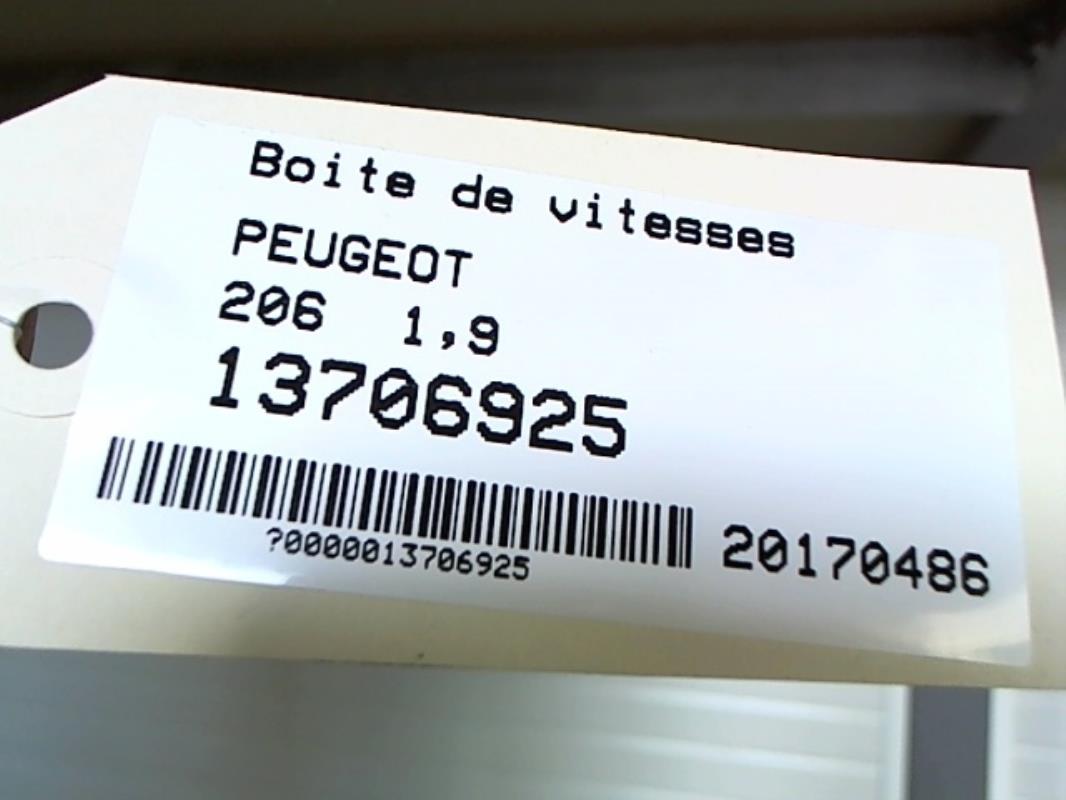 Boite de vitesses
PEUGEOT
206 1,9
13706925
?0000013706925
20170486